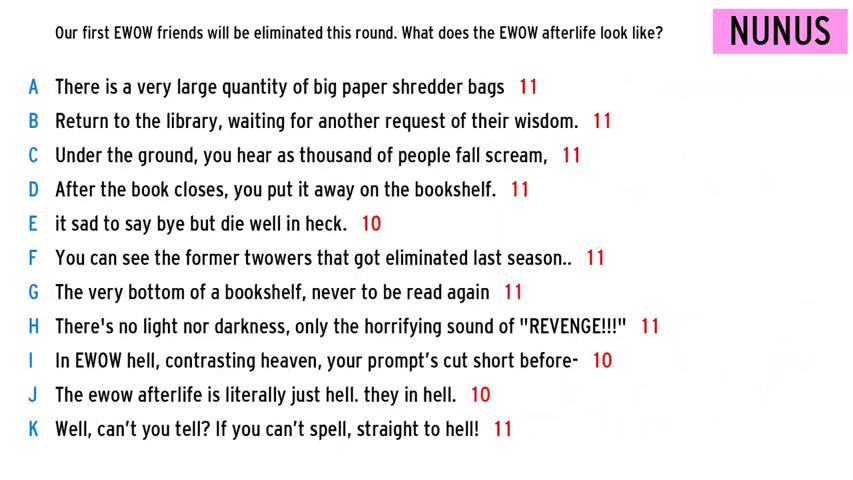 Our first EWOW friends will be eliminated this round. What does the EWOW afterlife look like?
NUNUS
A There is a very large quantity of big paper shredder bags 11
B Return to the library, waiting for another request of their wisdom. 11
C Under the ground, you hear as thousand of people fall scream, 11
D After the book closes, you put it away on the bookshelf. 11
E it sad to say bye but die well in heck. 10
F You can see the former twowers that got eliminated last season.. 11
G The very bottom of a bookshelf, never to be read again 11
H There's no light nor darkness, only the horrifying sound of "REVENGE!!!" 11
I In EWOW hell, contrasting heaven, your prompt’s cut short before- 10
J The ewow afterlife is literally just hell. they in hell. 10
K Well, can’t you tell? If you can’t spell, straight to hell! 11